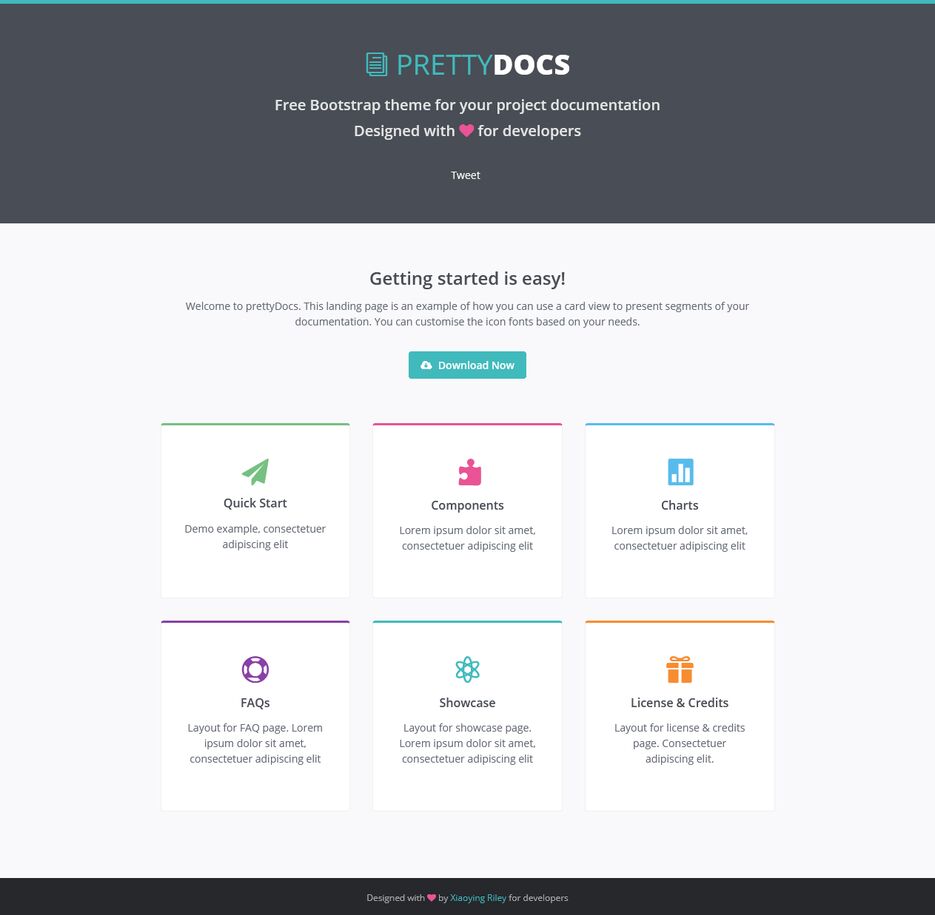 PRETTYDOCS
Free Bootstrap theme for your project documentation
Designed with for developers
Tweet
Getting started is easy!
Welcome to prettyDocs. This landing page is an example of how you can use a card view to present segments of your
documentation. You can customise the icon fonts based on your needs.
Download Now
Quick Start
Demo example, consectetuer
adipiscing elit
Components
Lorem ipsum dolor sit amet,
consectetuer adipiscing elit
Charts
Lorem ipsum dolor sit amet,
consectetuer adipiscing elit
FAQs
Layout for FAQ page. Lorem
ipsum dolor sit amet,
consectetuer adipiscing elit
Showcase
Layout for showcase page.
Lorem ipsum dolor sit amet,
consectetuer adipiscing elit
License & Credits
Layout for license & credits
page. Consectetuer
adipiscing elit.
Designed with by Xiaoying Riley for developers